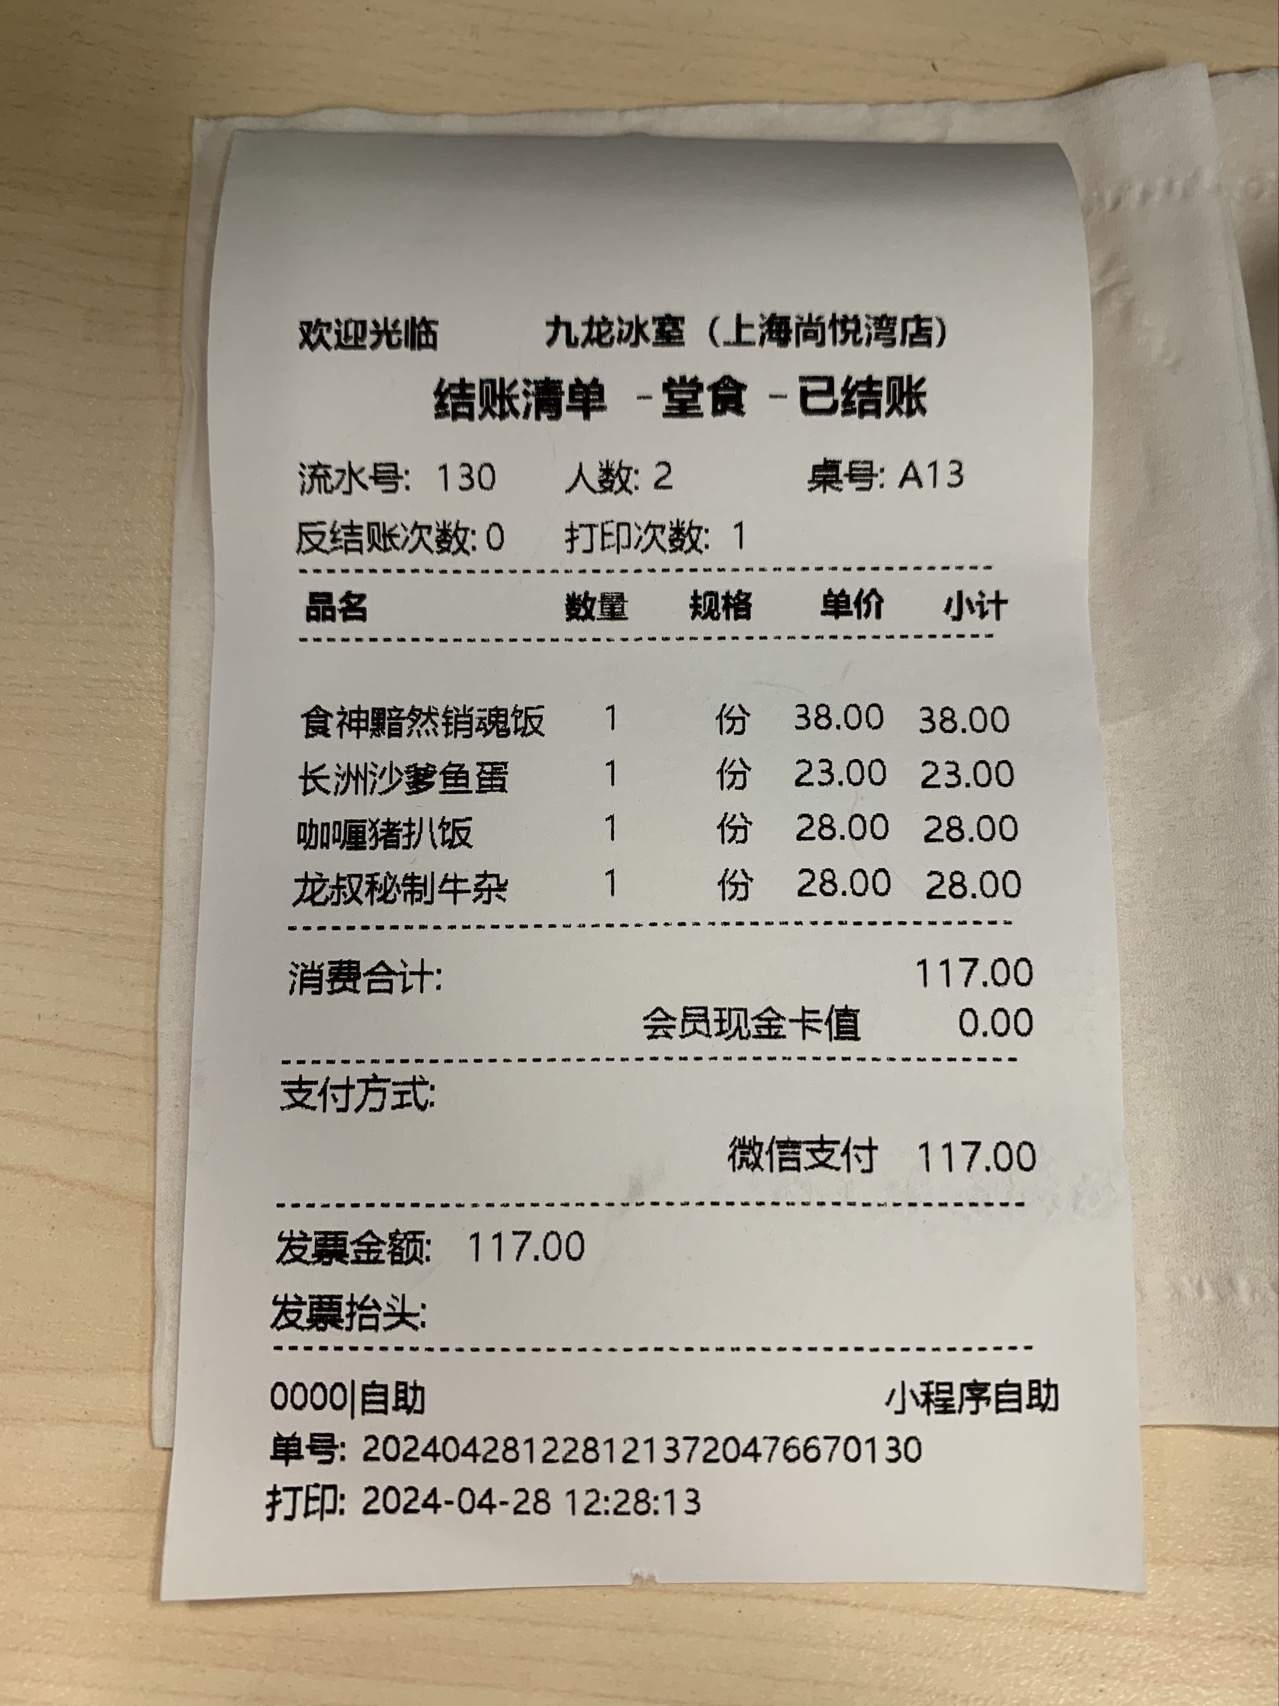 欢迎光临 九龙冰室（上海尚悦湾店）
结账清单 -堂食 -已结账
流水号: 130 人数: 2 桌号: A13
反结账次数: 0 打印次数: 1
品名 数量 规格 单价 小计
食神黯然销魂饭 1 份 38.00 38.00
长洲沙爹鱼蛋 1 份 23.00 23.00
咖喱猪扒饭 1 份 28.00 28.00
龙叔秘制牛杂 1 份 28.00 28.00
消费合计: 117.00
会员现金卡值 0.00
支付方式:
微信支付 117.00
发票金额: 117.00
发票抬头:
0000|自助 小程序自助
单号: 20240428122812137204766​70130
打印: 2024-04-28 12:28:13